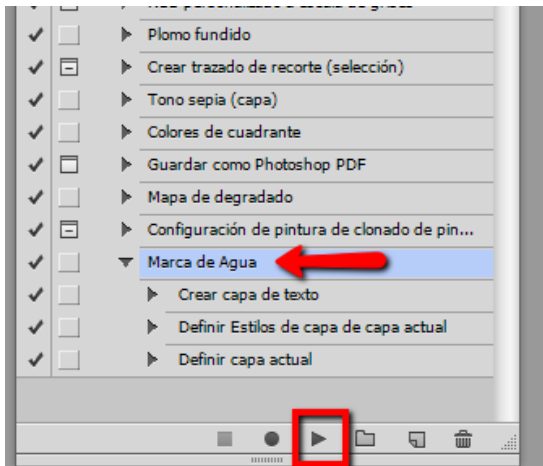 Plomo fundido
Crear trazado de recorte (selección)
Tono sepia (capa)
Colores de cuadrante
Guardar como Photoshop PDF
Mapa de degradado
Configuración de pintura de clonado de pin...
Marca de Agua
Crear capa de texto
Definir Estilos de capa de capa actual
Definir capa actual